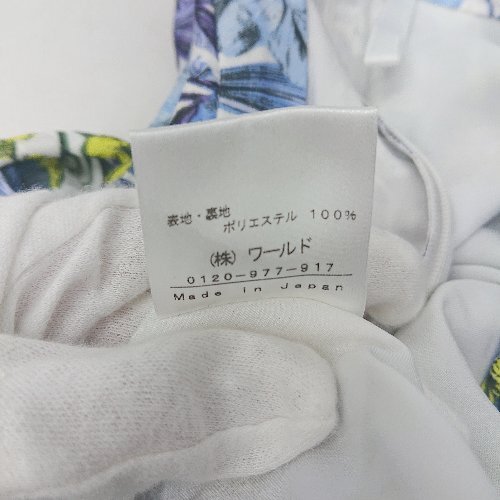 表地・裏地
ポリエステル 100%
(株) ワールド
0120-977-917
Made in Japan